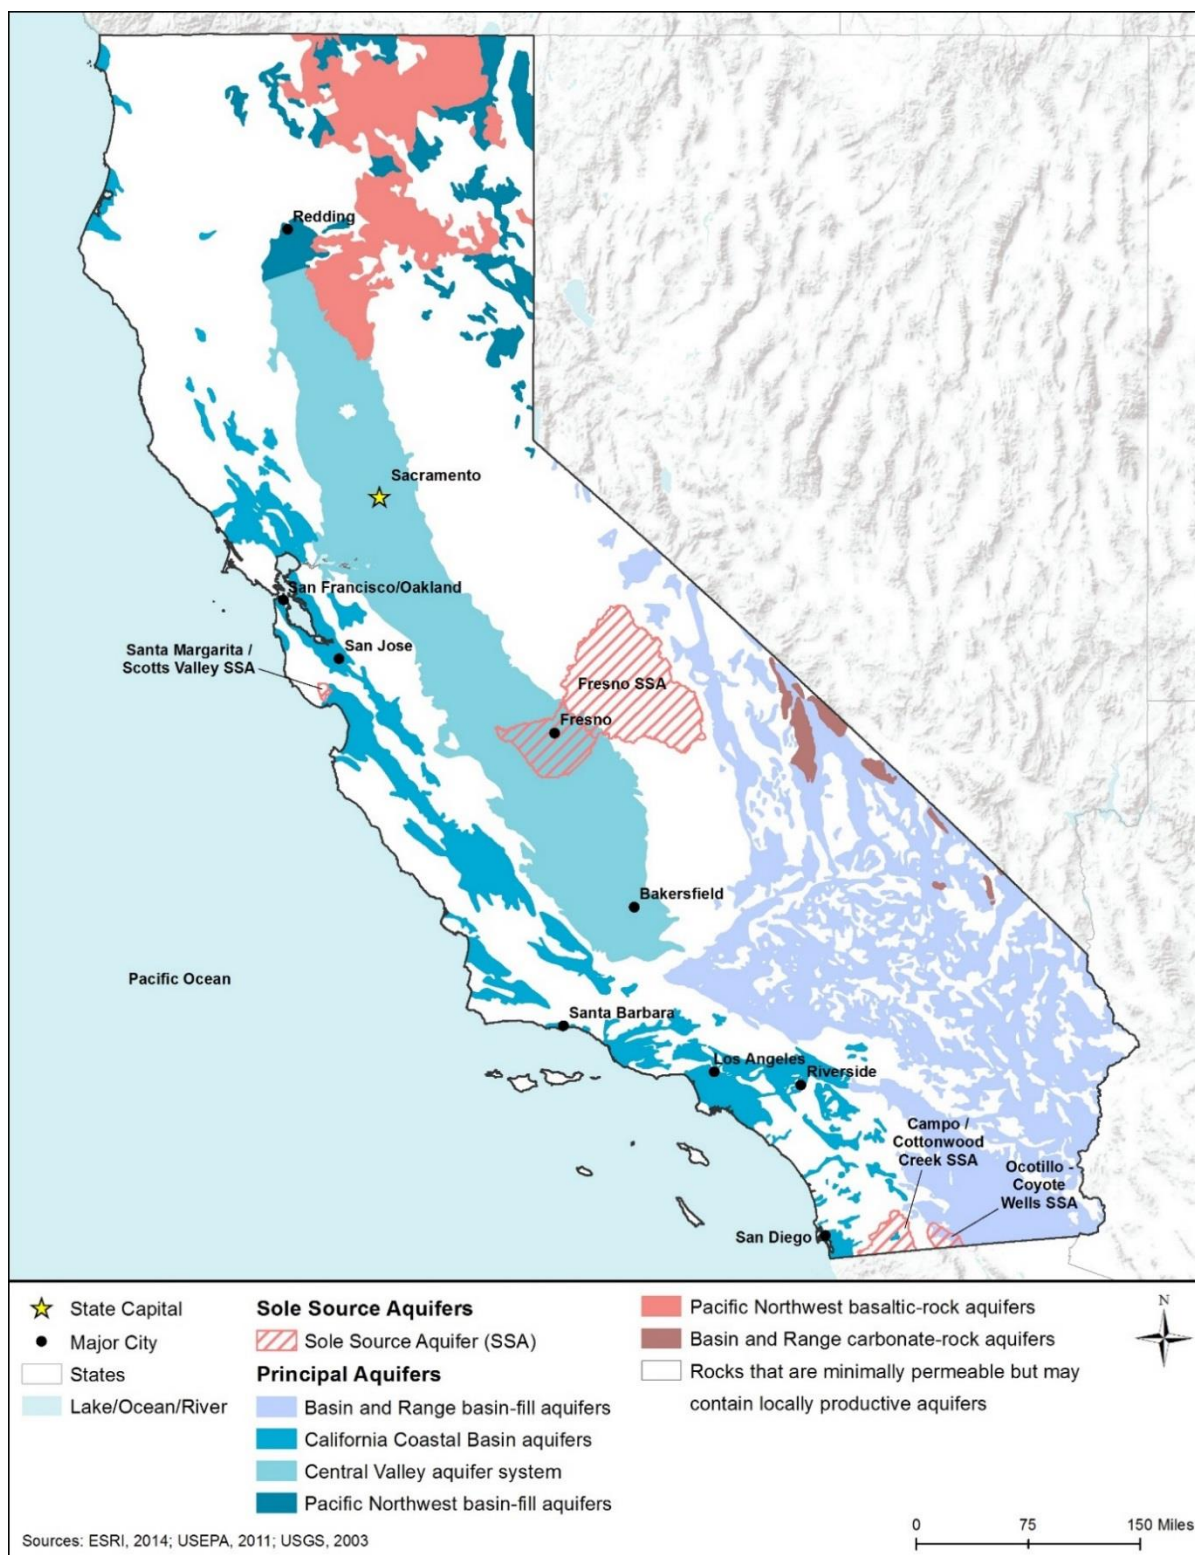 Redding
Sacramento
San Francisco/Oakland
Santa Margarita /
Scotts Valley SSA
San Jose
Fresno SSA
Fresno
Bakersfield
Pacific Ocean
Santa Barbara
Los Angeles
Riverside
Campo /
Cottonwood
Creek SSA
Ocotillo -
Coyote
Wells SSA
San Diego
State Capital
Major City
States
Lake/Ocean/River
Sole Source Aquifers
Sole Source Aquifer (SSA)
Principal Aquifers
Basin and Range basin-fill aquifers
California Coastal Basin aquifers
Central Valley aquifer system
Pacific Northwest basin-fill aquifers
Pacific Northwest basaltic-rock aquifers
Basin and Range carbonate-rock aquifers
Rocks that are minimally permeable but may
contain locally productive aquifers
N
Sources: ESRI, 2014; USEPA, 2011; USGS, 2003
0 75 150 Miles